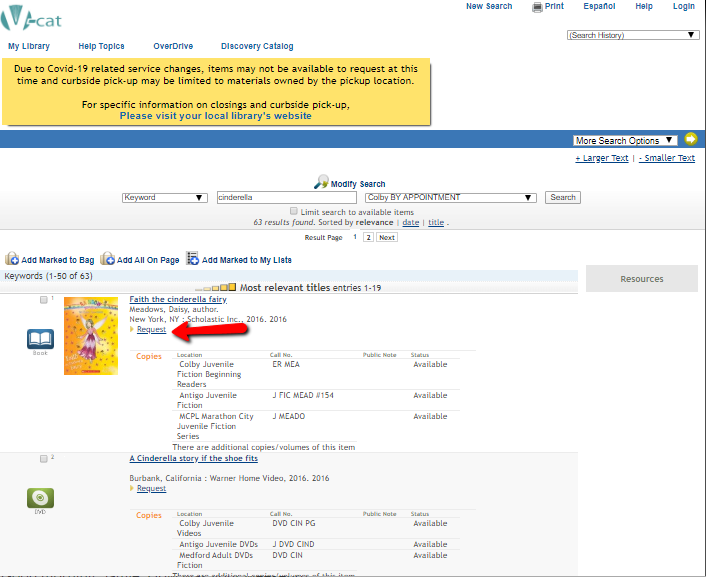 V-cat
New Search Print Español Help Login
My Library Help Topics OverDrive Discovery Catalog
(Search History)
Due to Covid-19 related service changes, items may not be available to request at this
time and curbside pick-up may be limited to materials owned by the pickup location.
For specific information on closings and curbside pick-up,
Please visit your local library's website
More Search Options
+ Larger Text | - Smaller Text
Modify Search
Keyword cinderella Colby BY APPOINTMENT Search
Limit search to available items
63 results found. Sorted by relevance | date | title .
Result Page 1 2 Next
Add Marked to Bag Add All On Page Add Marked to My Lists
Keywords (1-50 of 63)
Resources
Most relevant titles entries 1-19
1
Faith the cinderella fairy
Meadows, Daisy, author.
New York, NY : Scholastic Inc., 2016. 2016
Request
Book
Copies
Location Call No. Public Note Status
Colby Juvenile Fiction Beginning Readers ER MEA Available
Antigo Juvenile Fiction J FIC MEAD #154 Available
MCPL Marathon City Juvenile Fiction Series J MEADO Available
There are additional copies/volumes of this item
2
A Cinderella story if the shoe fits
Burbank, California : Warner Home Video, 2016. 2016
Request
DVD
Copies
Location Call No. Public Note Status
Colby Juvenile Videos DVD CIN PG Available
Antigo Juvenile DVDs J DVD CIND Available
Medford Adult DVDs Fiction DVD CIN Available
There are additional copies/volumes of this item